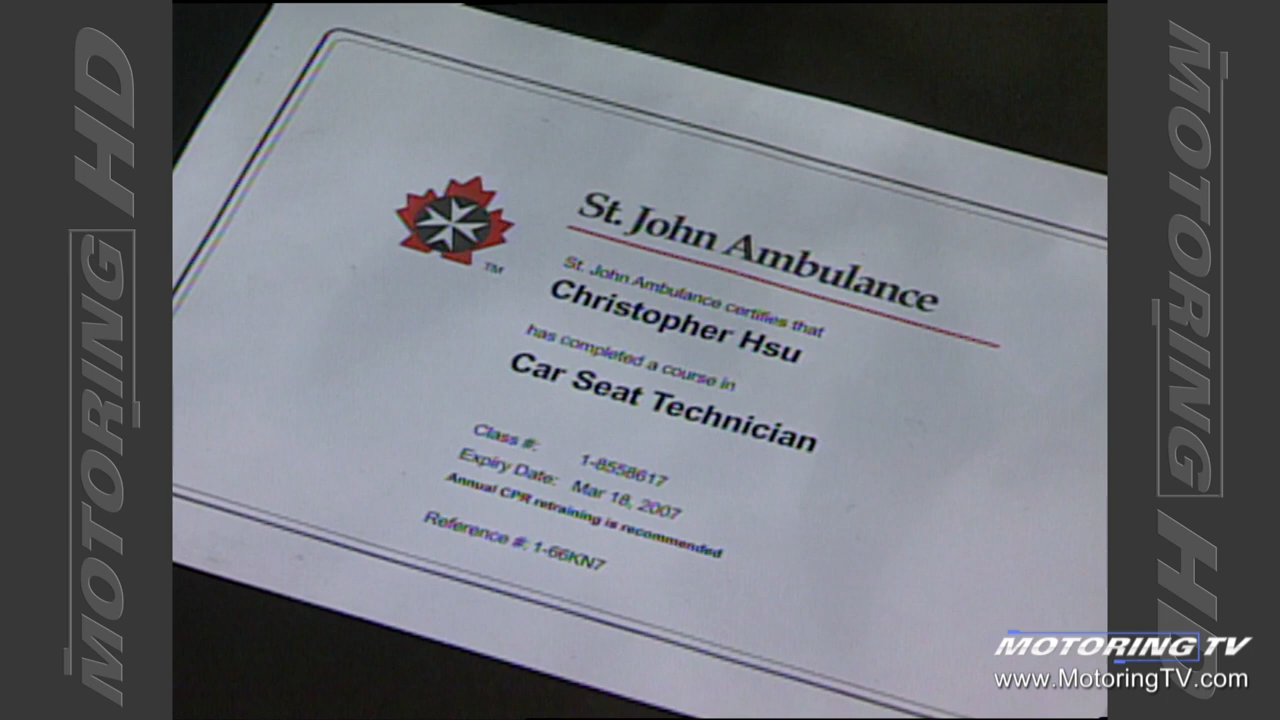 MOTORING HD
St. John Ambulance
TM
St. John Ambulance certifies that
Christopher Hsu
has completed a course in
Car Seat Technician
Class #: 1-8558617
Expiry Date: Mar 18, 2007
Annual CPR retraining is recommended
Reference #: 1-66KN7
MOTORING HD
MOTORING TV
www.MotoringTV.com